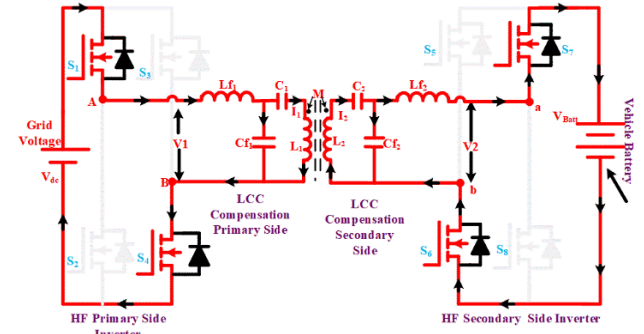 S1
S3
S5
S7
Lf1
C1
M
C2
Lf2
A
a
I1
I2
Grid
Voltage
V1
Cf1
L1
L2
Cf2
V2
VBatt
Vehicle Battery
Vdc
B
b
LCC
Compensation
Primary Side
LCC
Compensation
Secondary
Side
S2
S4
S6
S8
HF Primary Side
Inverter
HF Secondary Side Inverter